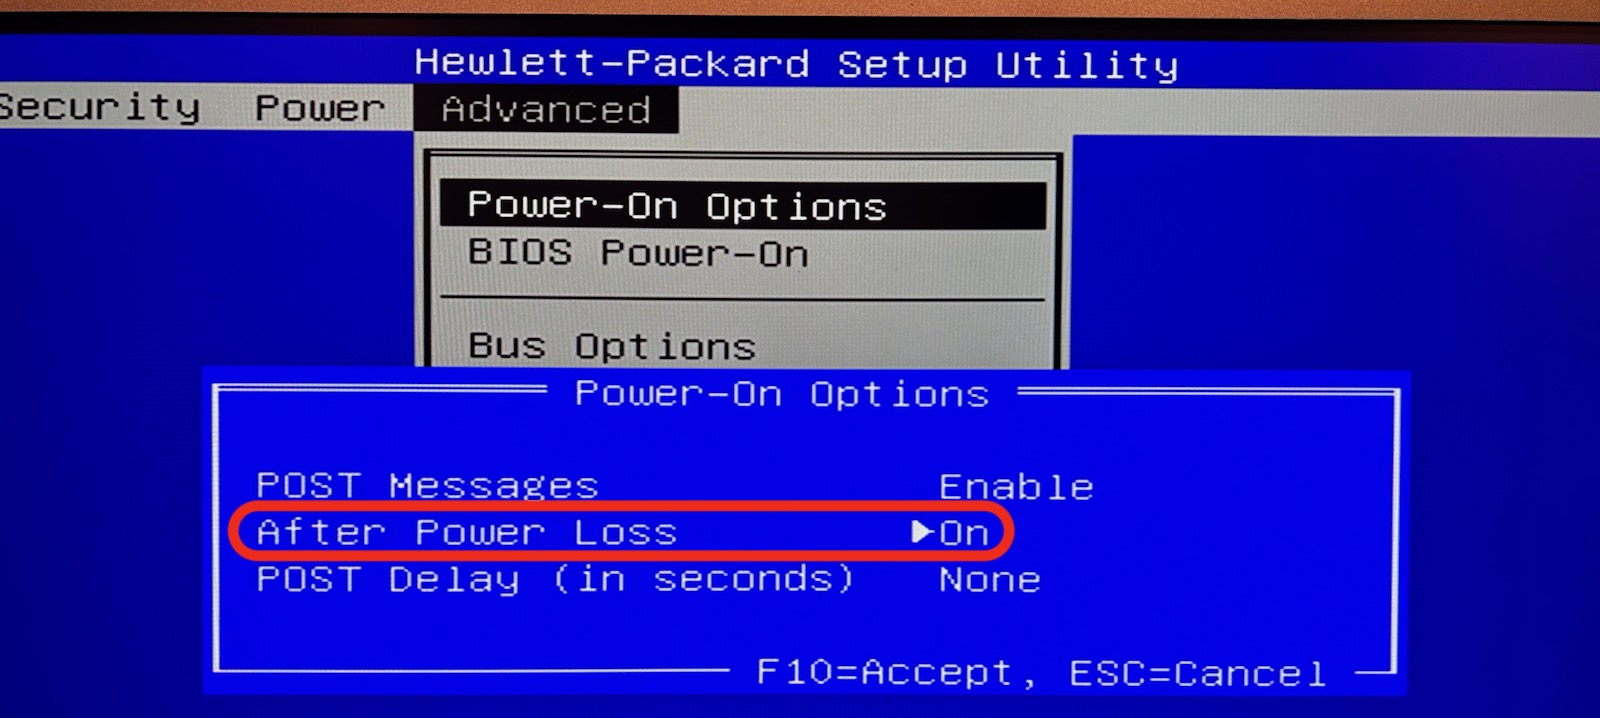 Hewlett-Packard Setup Utility
Security Power Advanced
Power-On Options
BIOS Power-On
Bus Options
Power-On Options
POST Messages Enable
After Power Loss ▶On
POST Delay (in seconds) None
F10=Accept, ESC=Cancel